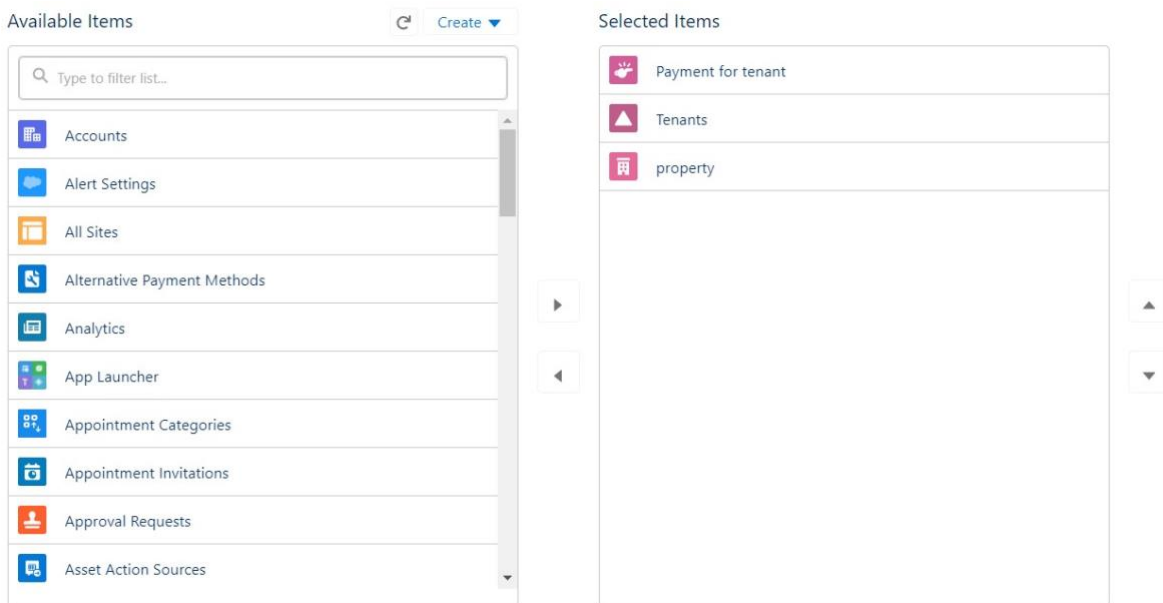 Available Items
Create
Selected Items
Type to filter list...
Accounts
Alert Settings
All Sites
Alternative Payment Methods
Analytics
App Launcher
Appointment Categories
Appointment Invitations
Approval Requests
Asset Action Sources
Payment for tenant
Tenants
property